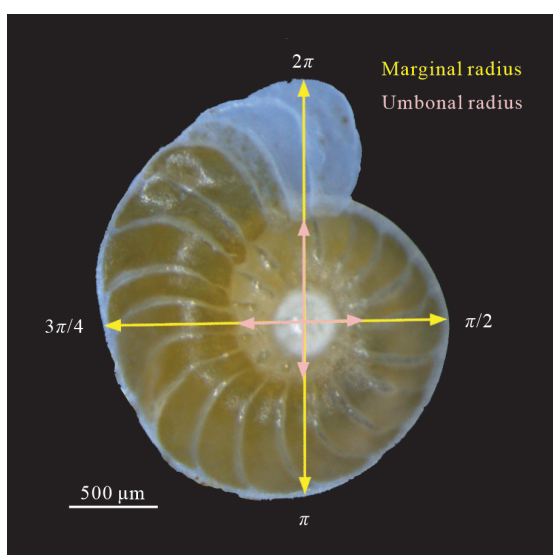 2π
Marginal radius
Umbonal radius
3π/4
π/2
500 µm
π